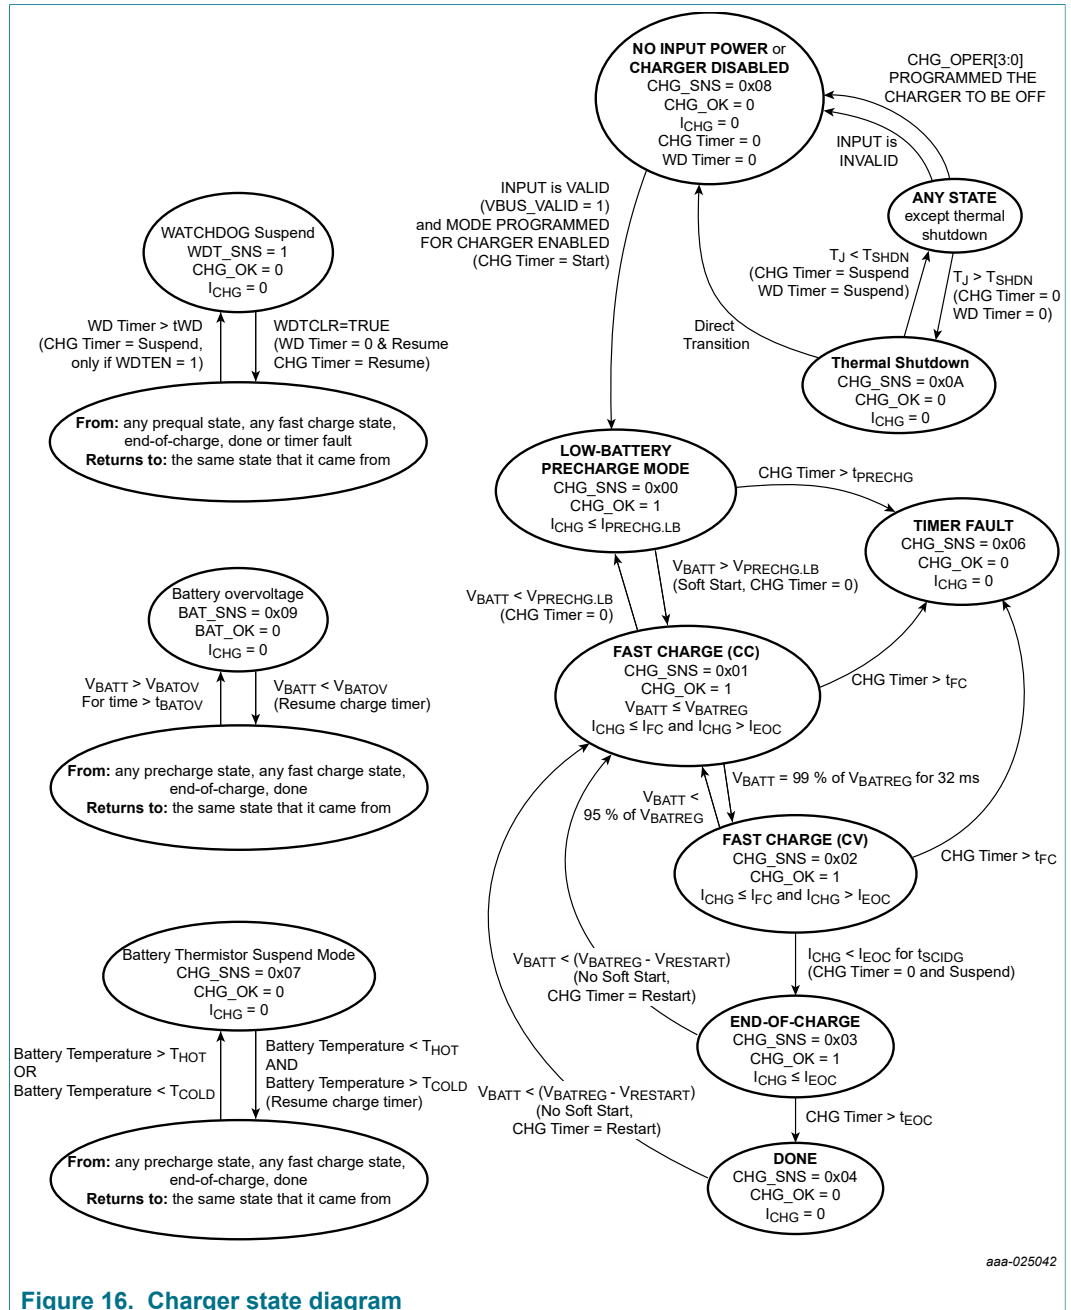 NO INPUT POWER or
CHARGER DISABLED
CHG_SNS = 0x08
CHG_OK = 0
ICHG = 0
CHG Timer = 0
WD Timer = 0
CHG_OPER[3:0]
PROGRAMMED THE
CHARGER TO BE OFF
INPUT is
INVALID
ANY STATE
except thermal
shutdown
INPUT is VALID
(VBUS_VALID = 1)
and MODE PROGRAMMED
FOR CHARGER ENABLED
(CHG Timer = Start)
TJ < TSHDN
(CHG Timer = Suspend
WD Timer = Suspend)
TJ > TSHDN
(CHG Timer = 0
WD Timer = 0)
Direct
Transition
Thermal Shutdown
CHG_SNS = 0x0A
CHG_OK = 0
ICHG = 0
WATCHDOG Suspend
WDT_SNS = 1
CHG_OK = 0
ICHG = 0
WD Timer > tWD
(CHG Timer = Suspend,
only if WDTEN = 1)
WDTCLR=TRUE
(WD Timer = 0 & Resume
CHG Timer = Resume)
From: any prequal state, any fast charge state,
end-of-charge, done or timer fault
Returns to: the same state that it came from
LOW-BATTERY
PRECHARGE MODE
CHG_SNS = 0x00
CHG_OK = 1
ICHG ≤ IPRECHG.LB
CHG Timer > tPRECHG
TIMER FAULT
CHG_SNS = 0x06
CHG_OK = 0
ICHG = 0
VBATT > VPRECHG.LB
(Soft Start, CHG Timer = 0)
VBATT < VPRECHG.LB
(CHG Timer = 0)
Battery overvoltage
BAT_SNS = 0x09
BAT_OK = 0
ICHG = 0
VBATT > VBATOV
For time > tBATOV
VBATT < VBATOV
(Resume charge timer)
From: any precharge state, any fast charge state,
end-of-charge, done
Returns to: the same state that it came from
FAST CHARGE (CC)
CHG_SNS = 0x01
CHG_OK = 1
VBATT ≤ VBATREG
ICHG ≤ IFC and ICHG > IEOC
CHG Timer > tFC
VBATT = 99 % of VBATREG for 32 ms
VBATT <
95 % of VBATREG
FAST CHARGE (CV)
CHG_SNS = 0x02
CHG_OK = 1
ICHG ≤ IFC and ICHG > IEOC
CHG Timer > tFC
ICHG < IEOC for tSCIDG
(CHG Timer = 0 and Suspend)
VBATT < (VBATREG - VRESTART)
(No Soft Start,
CHG Timer = Restart)
END-OF-CHARGE
CHG_SNS = 0x03
CHG_OK = 1
ICHG ≤ IEOC
CHG Timer > tEOC
VBATT < (VBATREG - VRESTART)
(No Soft Start,
CHG Timer = Restart)
DONE
CHG_SNS = 0x04
CHG_OK = 0
ICHG = 0
Battery Thermistor Suspend Mode
CHG_SNS = 0x07
CHG_OK = 0
ICHG = 0
Battery Temperature > THOT
OR
Battery Temperature < TCOLD
Battery Temperature < THOT
AND
Battery Temperature > TCOLD
(Resume charge timer)
From: any precharge state, any fast charge state,
end-of-charge, done
Returns to: the same state that it came from
aaa-025042
Figure 16. Charger state diagram